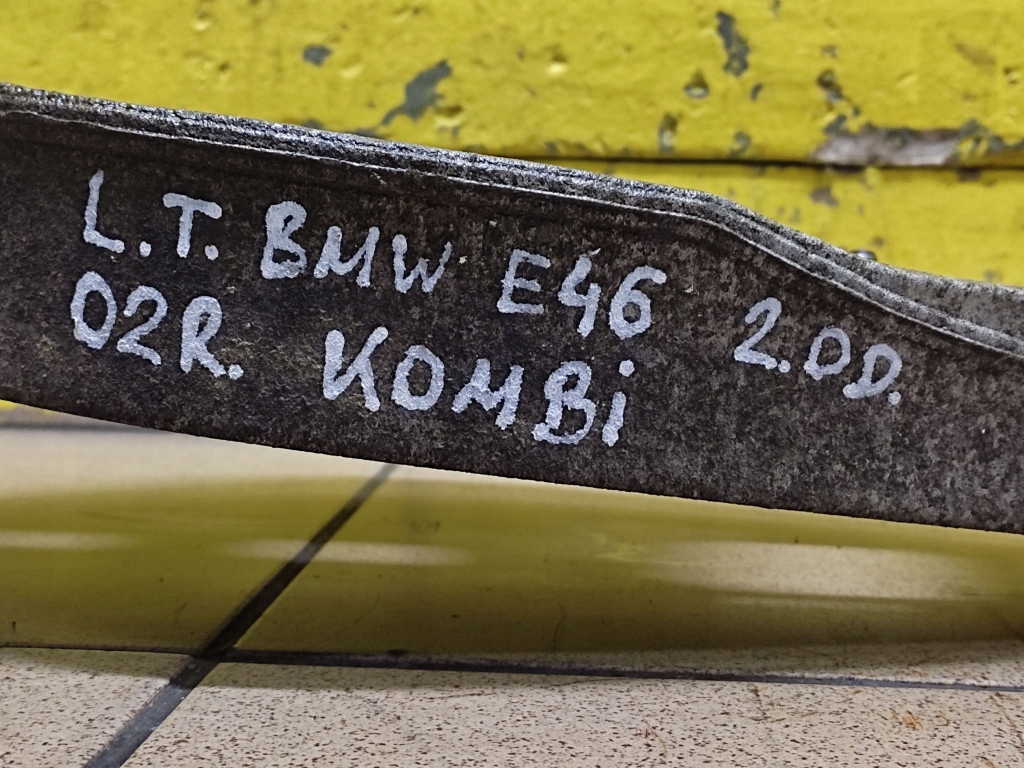 L.T. BMW E46 2.0D.
02R. KOMBi